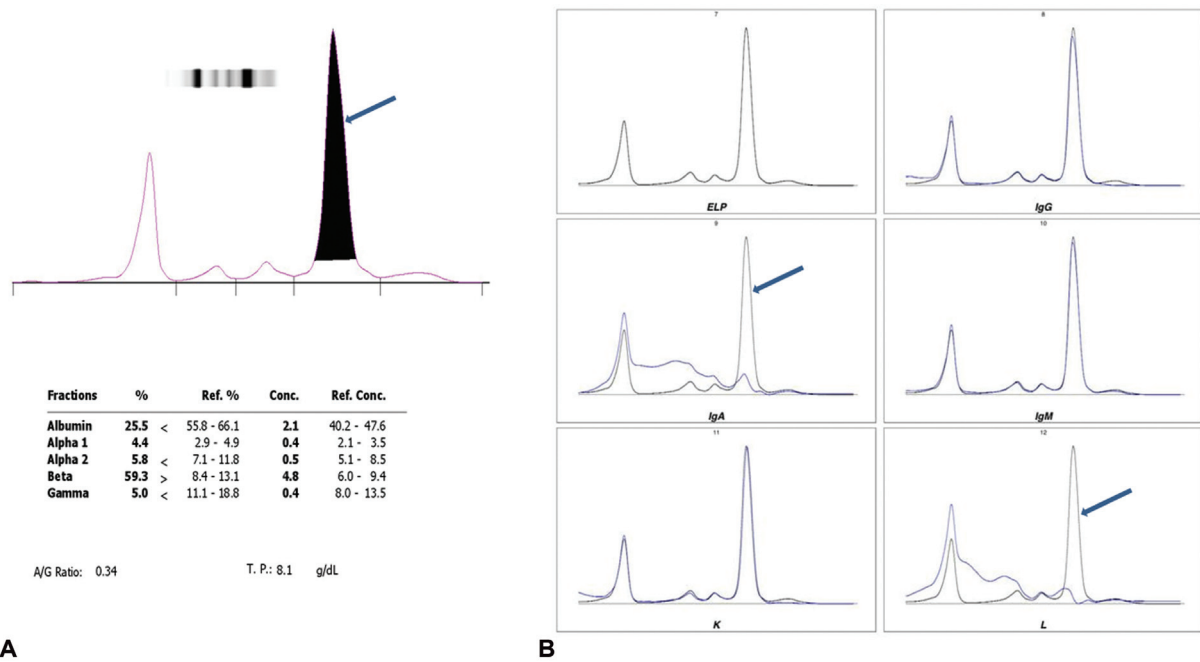 Fractions % Ref. % Conc. Ref. Conc.
Albumin 25.5 < 55.8 - 66.1 2.1 40.2 - 47.6
Alpha 1 4.4 2.9 - 4.9 0.4 2.1 - 3.5
Alpha 2 5.8 < 7.1 - 11.8 0.5 5.1 - 8.5
Beta 59.3 > 8.4 - 13.1 4.8 6.0 - 9.4
Gamma 5.0 < 11.1 - 18.8 0.4 8.0 - 13.5
A/G Ratio: 0.34 T. P.: 8.1 g/dL
A
7
ELP
8
IgG
9
IgA
10
IgM
11
K
12
L
B